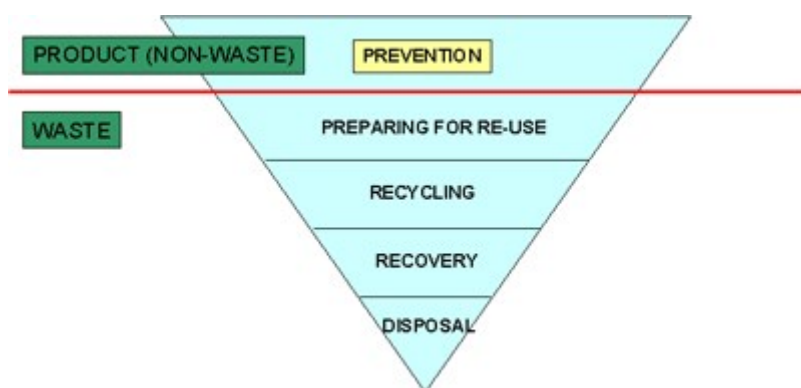 PRODUCT (NON-WASTE)
PREVENTION
WASTE
PREPARING FOR RE-USE
RECYCLING
RECOVERY
DISPOSAL